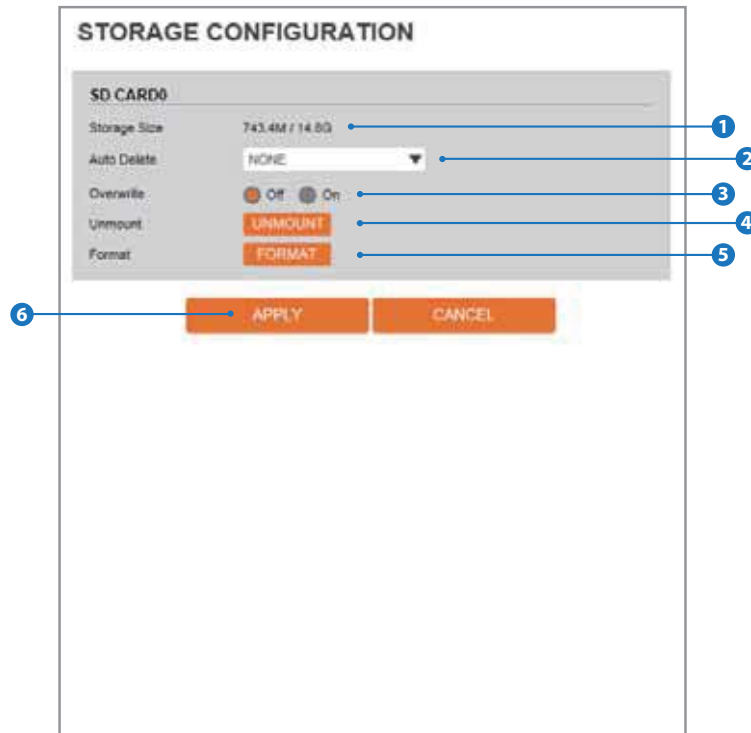 STORAGE CONFIGURATION
SD CARD0
Storage Size 743.4M / 14.8G 1
Auto Delete NONE 2
Overwrite Off On 3
Unmount UNMOUNT 4
Format FORMAT 5
6 APPLY CANCEL